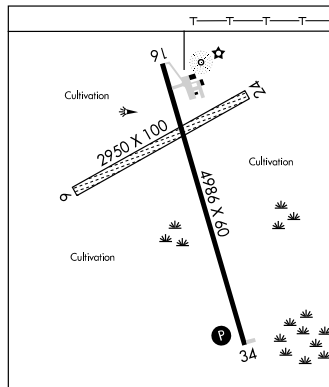 T T T T
16
Cultivation
24
2950 X 100
Cultivation
6
4986 X 60
Cultivation
P
34